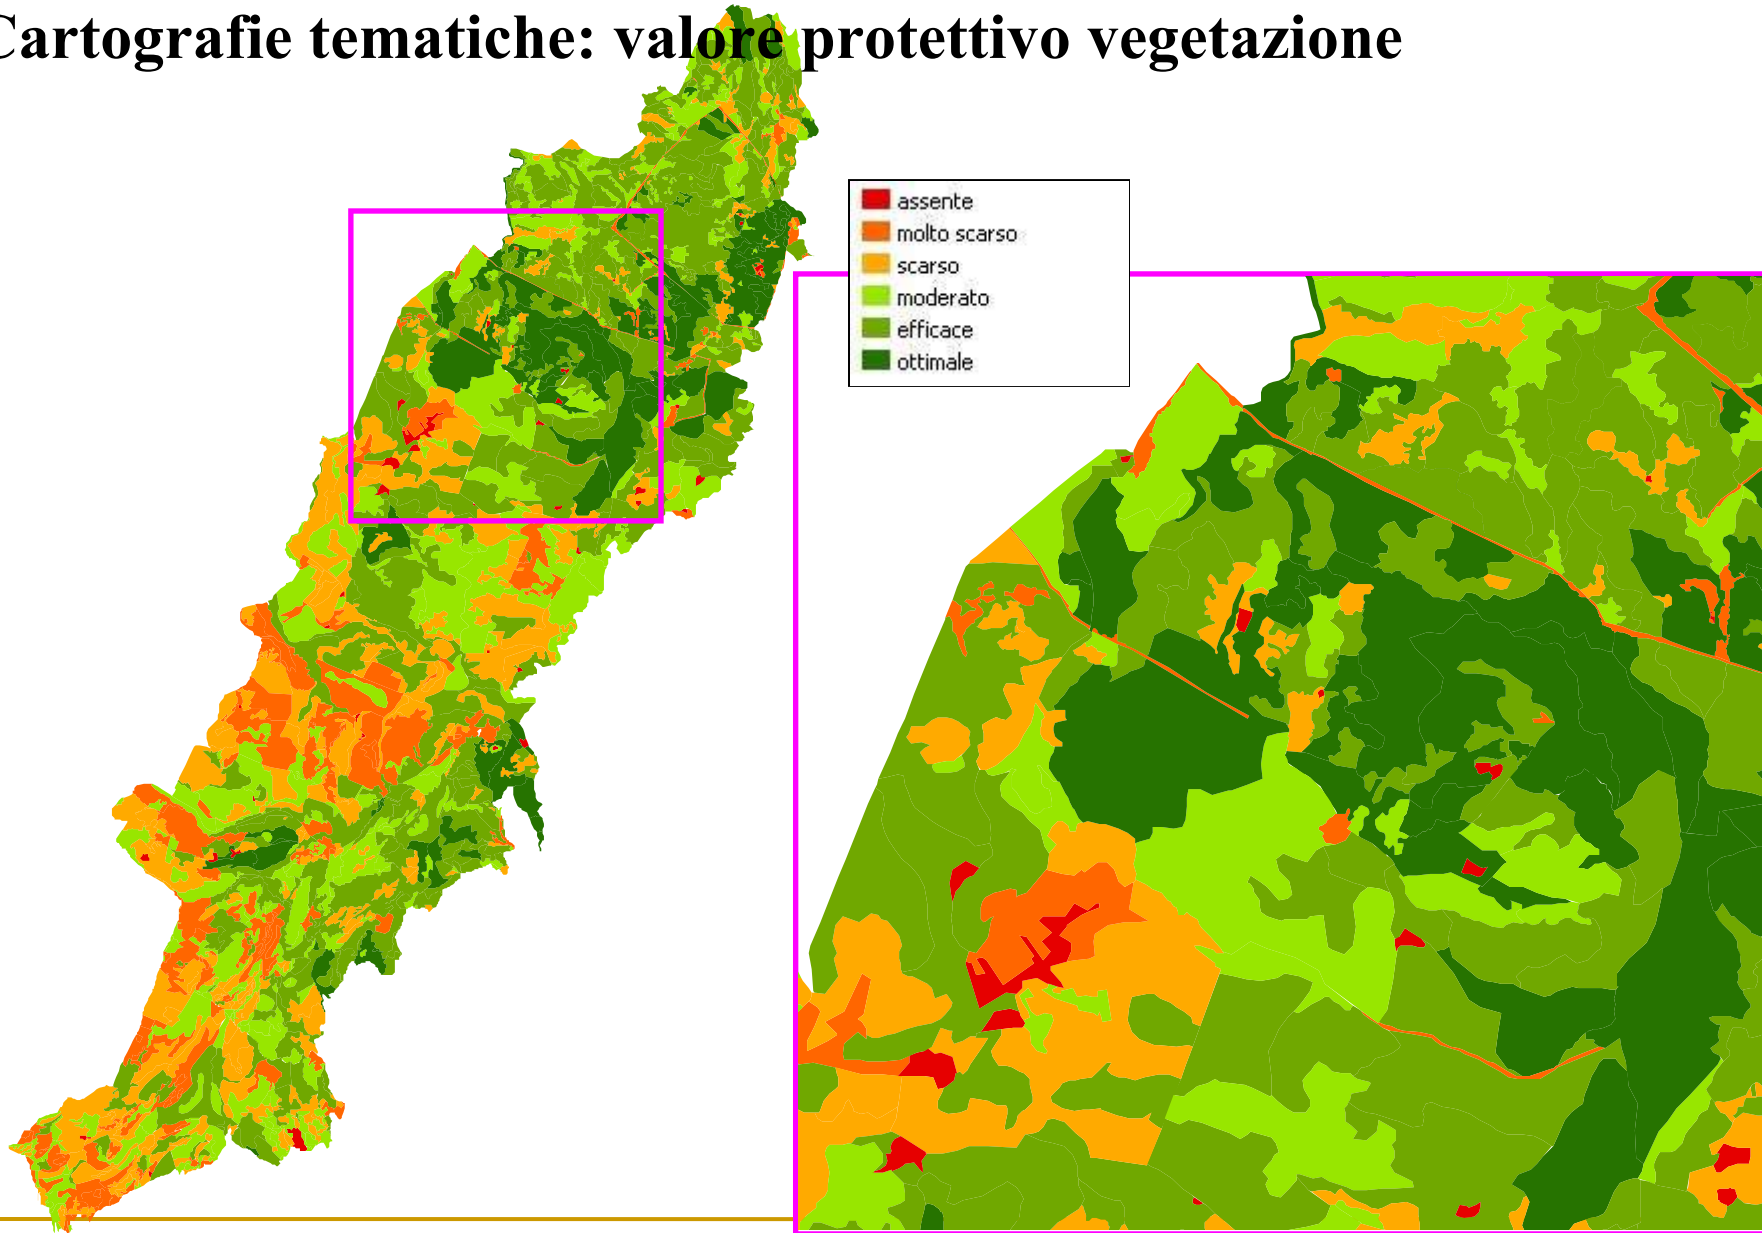 Cartografie tematiche: valore protettivo vegetazione
assente
molto scarso
scarso
moderato
efficace
ottimale